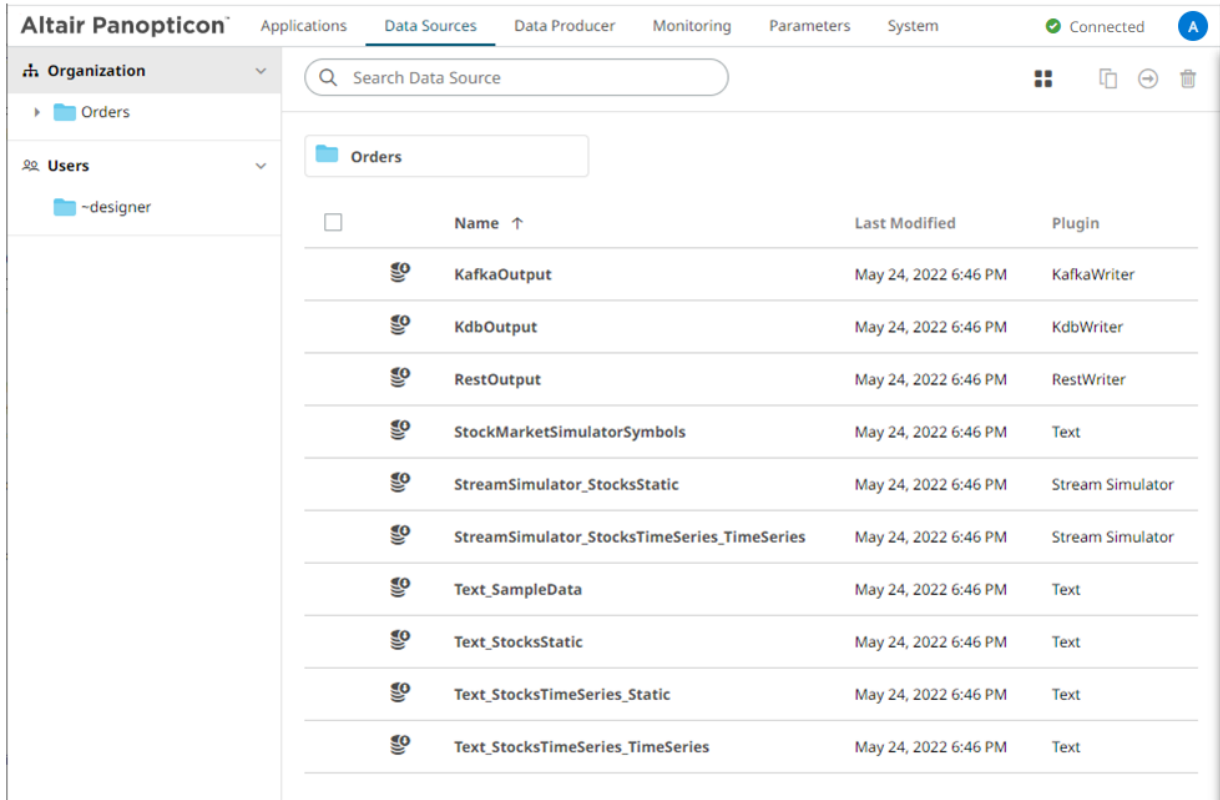 Altair Panopticon™ Applications Data Sources Data Producer Monitoring Parameters System Connected A
Organization
Search Data Source
Orders
Orders
Users
~designer
Name ↑ Last Modified Plugin
KafkaOutput May 24, 2022 6:46 PM KafkaWriter
KdbOutput May 24, 2022 6:46 PM KdbWriter
RestOutput May 24, 2022 6:46 PM RestWriter
StockMarketSimulatorSymbols May 24, 2022 6:46 PM Text
StreamSimulator_StocksStatic May 24, 2022 6:46 PM Stream Simulator
StreamSimulator_StocksTimeSeries_TimeSeries May 24, 2022 6:46 PM Stream Simulator
Text_SampleData May 24, 2022 6:46 PM Text
Text_StocksStatic May 24, 2022 6:46 PM Text
Text_StocksTimeSeries_Static May 24, 2022 6:46 PM Text
Text_StocksTimeSeries_TimeSeries May 24, 2022 6:46 PM Text